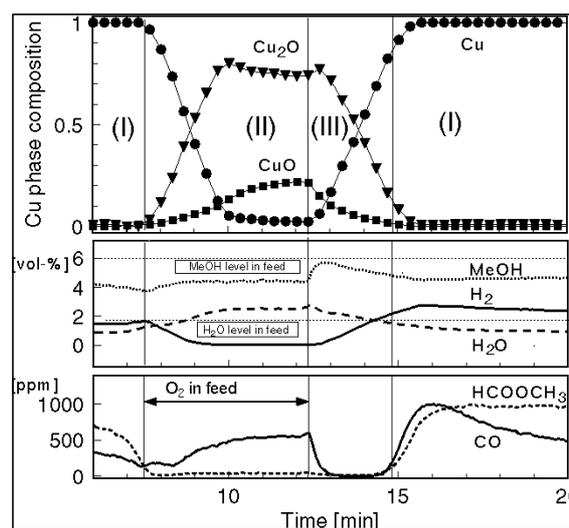 1
Cu₂O
Cu
Cu phase composition
0.5
(I)
(II)
(III)
(I)
CuO
0
[vol-%]
6
MeOH level in feed
MeOH
4
H₂
2
H₂O level in feed
0
H₂O
[ppm]
O₂ in feed
HCOOCH₃
1000
500
CO
0
10
15
20
Time [min]